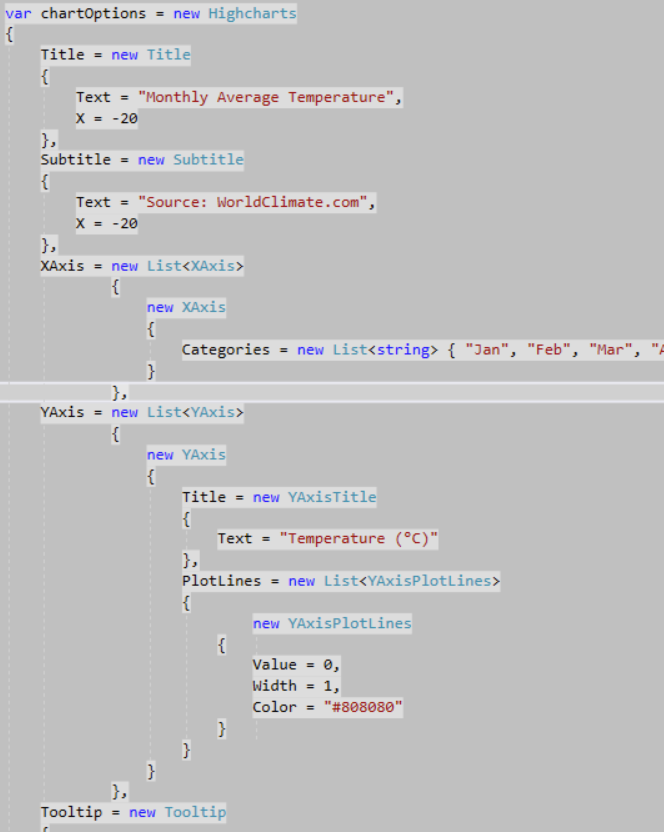 var chartOptions = new Highcharts
{
Title = new Title
{
Text = "Monthly Average Temperature",
X = -20
},
Subtitle = new Subtitle
{
Text = "Source: WorldClimate.com",
X = -20
},
XAxis = new List<XAxis>
{
new XAxis
{
Categories = new List<string> { "Jan", "Feb", "Mar", "A
}
},
YAxis = new List<YAxis>
{
new YAxis
{
Title = new YAxisTitle
{
Text = "Temperature (°C)"
},
PlotLines = new List<YAxisPlotLines>
{
new YAxisPlotLines
{
Value = 0,
Width = 1,
Color = "#808080"
}
}
}
},
Tooltip = new Tooltip
{